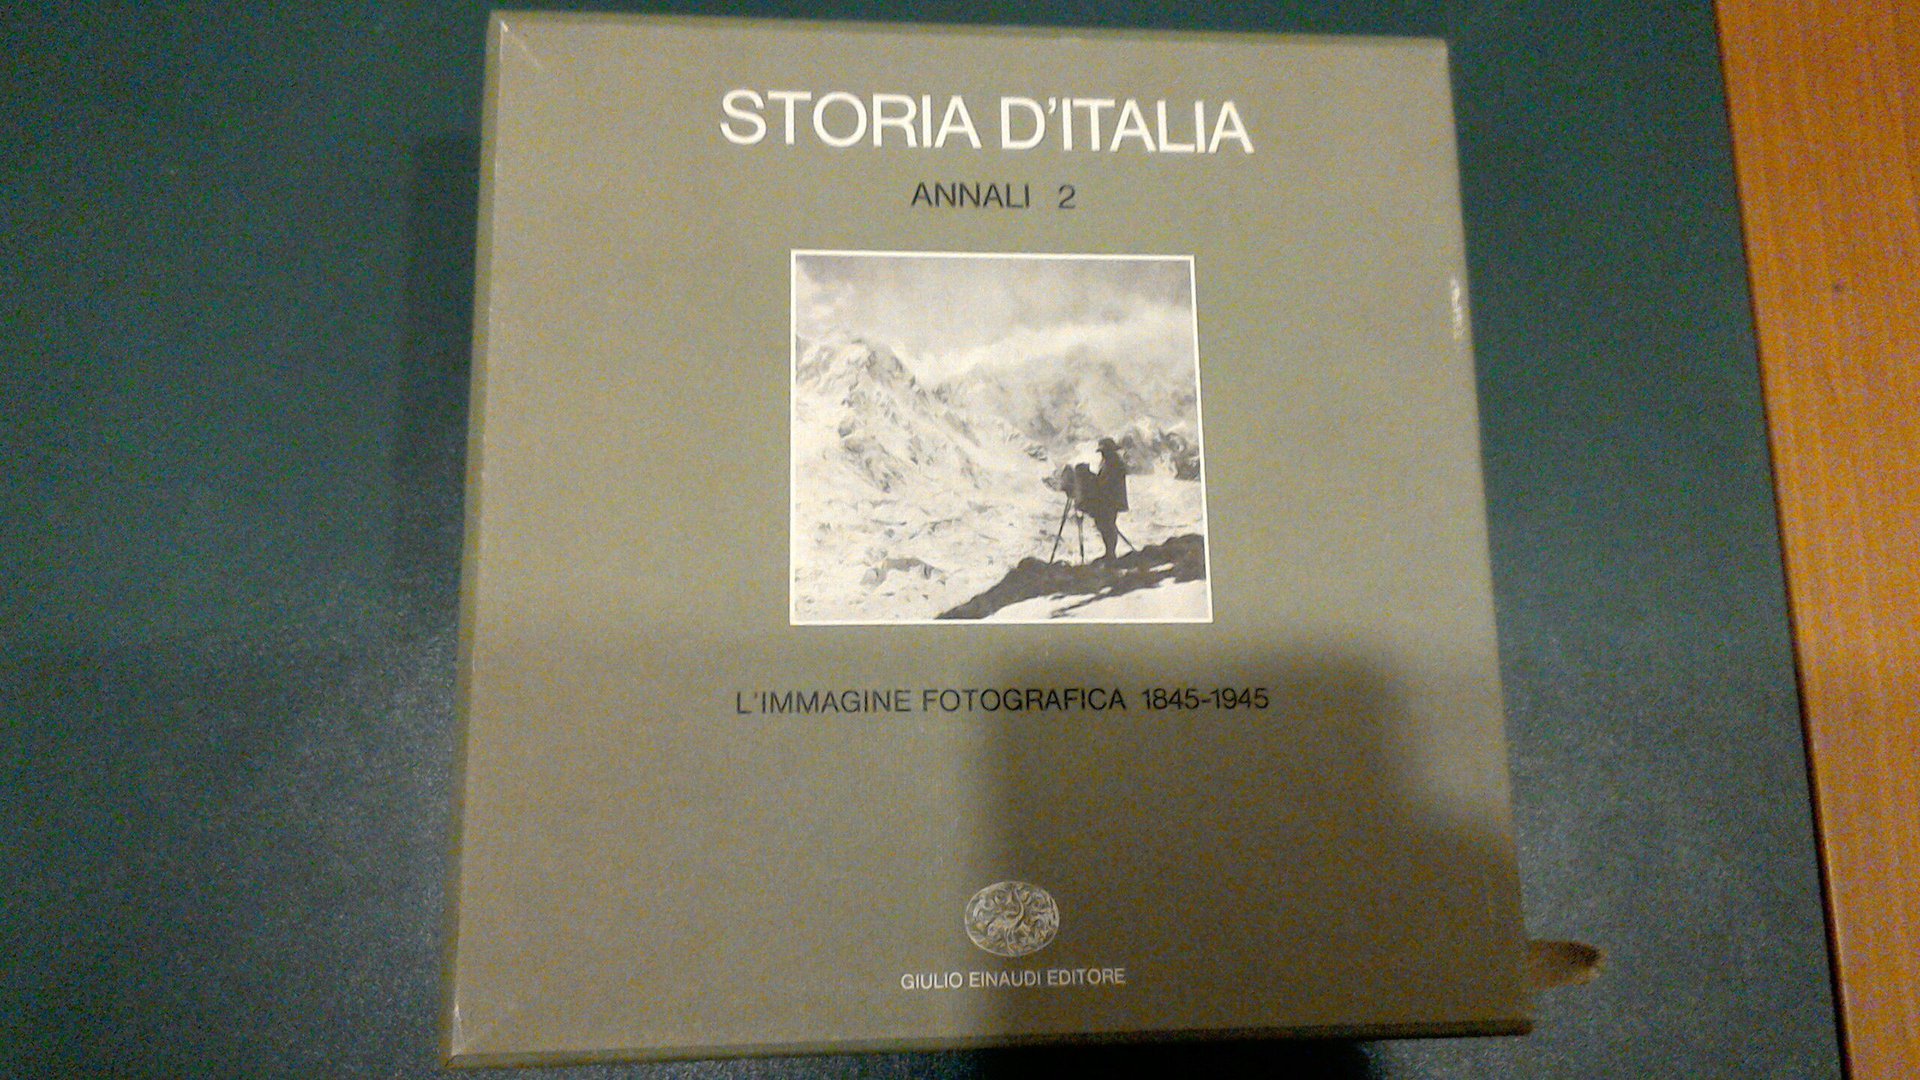 STORIA D'ITALIA
ANNALI 2
L'IMMAGINE FOTOGRAFICA 1845-1945
GIULIO EINAUDI EDITORE